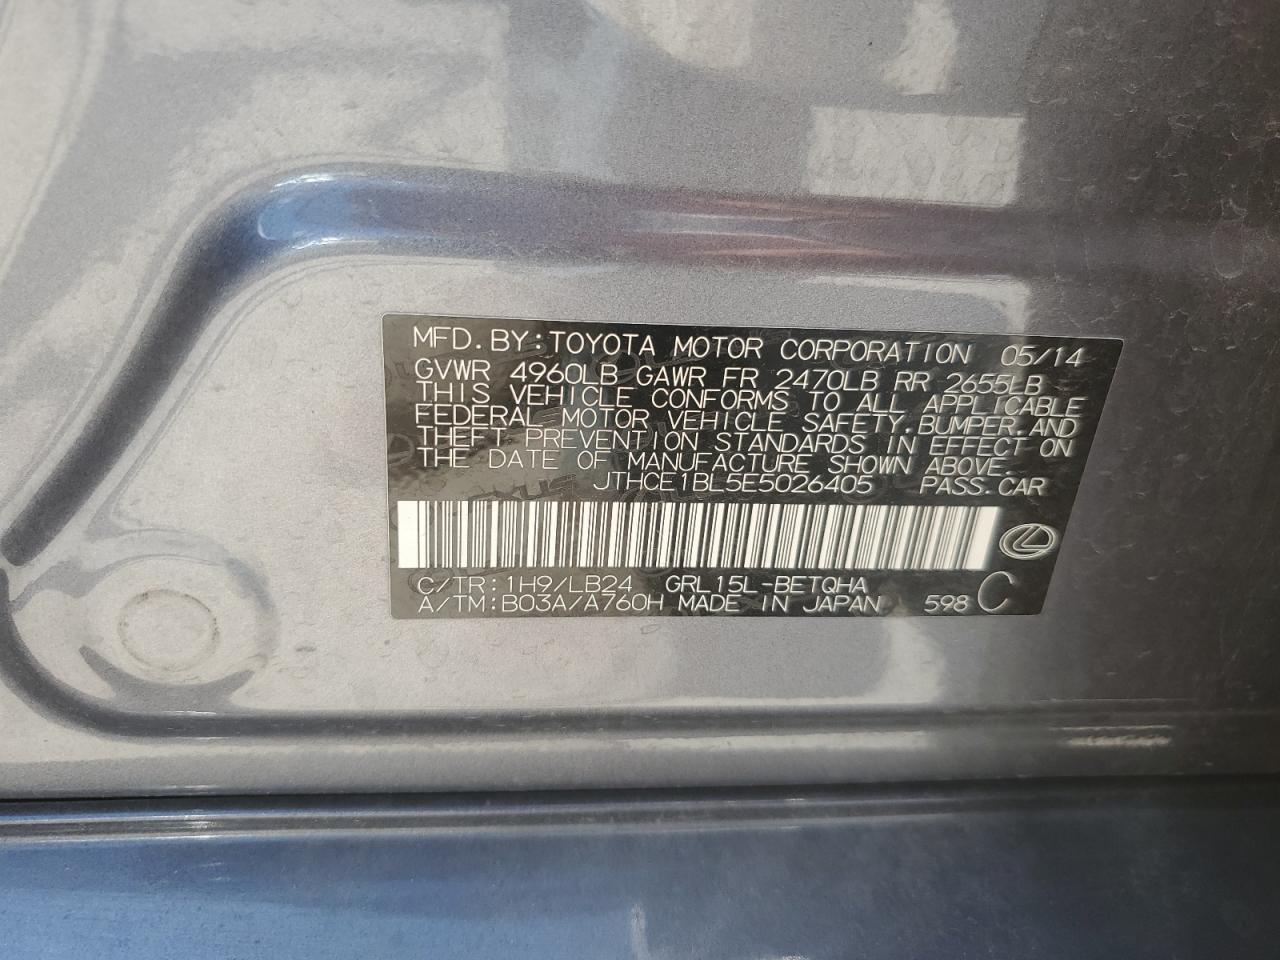 MFD. BY: TOYOTA MOTOR CORPORATION 05/14
GVWR 4960LB GAWR FR 2470LB RR 2655LB
THIS VEHICLE CONFORMS TO ALL APPLICABLE
FEDERAL MOTOR VEHICLE SAFETY, BUMPER, AND
THEFT PREVENTION STANDARDS IN EFFECT ON
THE DATE OF MANUFACTURE SHOWN ABOVE.
JTHCE1BL5E5026405 PASS. CAR
C/TR: 1H9/LB24 GRL15L-BETQHA
A/TM: B03A/A760H MADE IN JAPAN 598 C